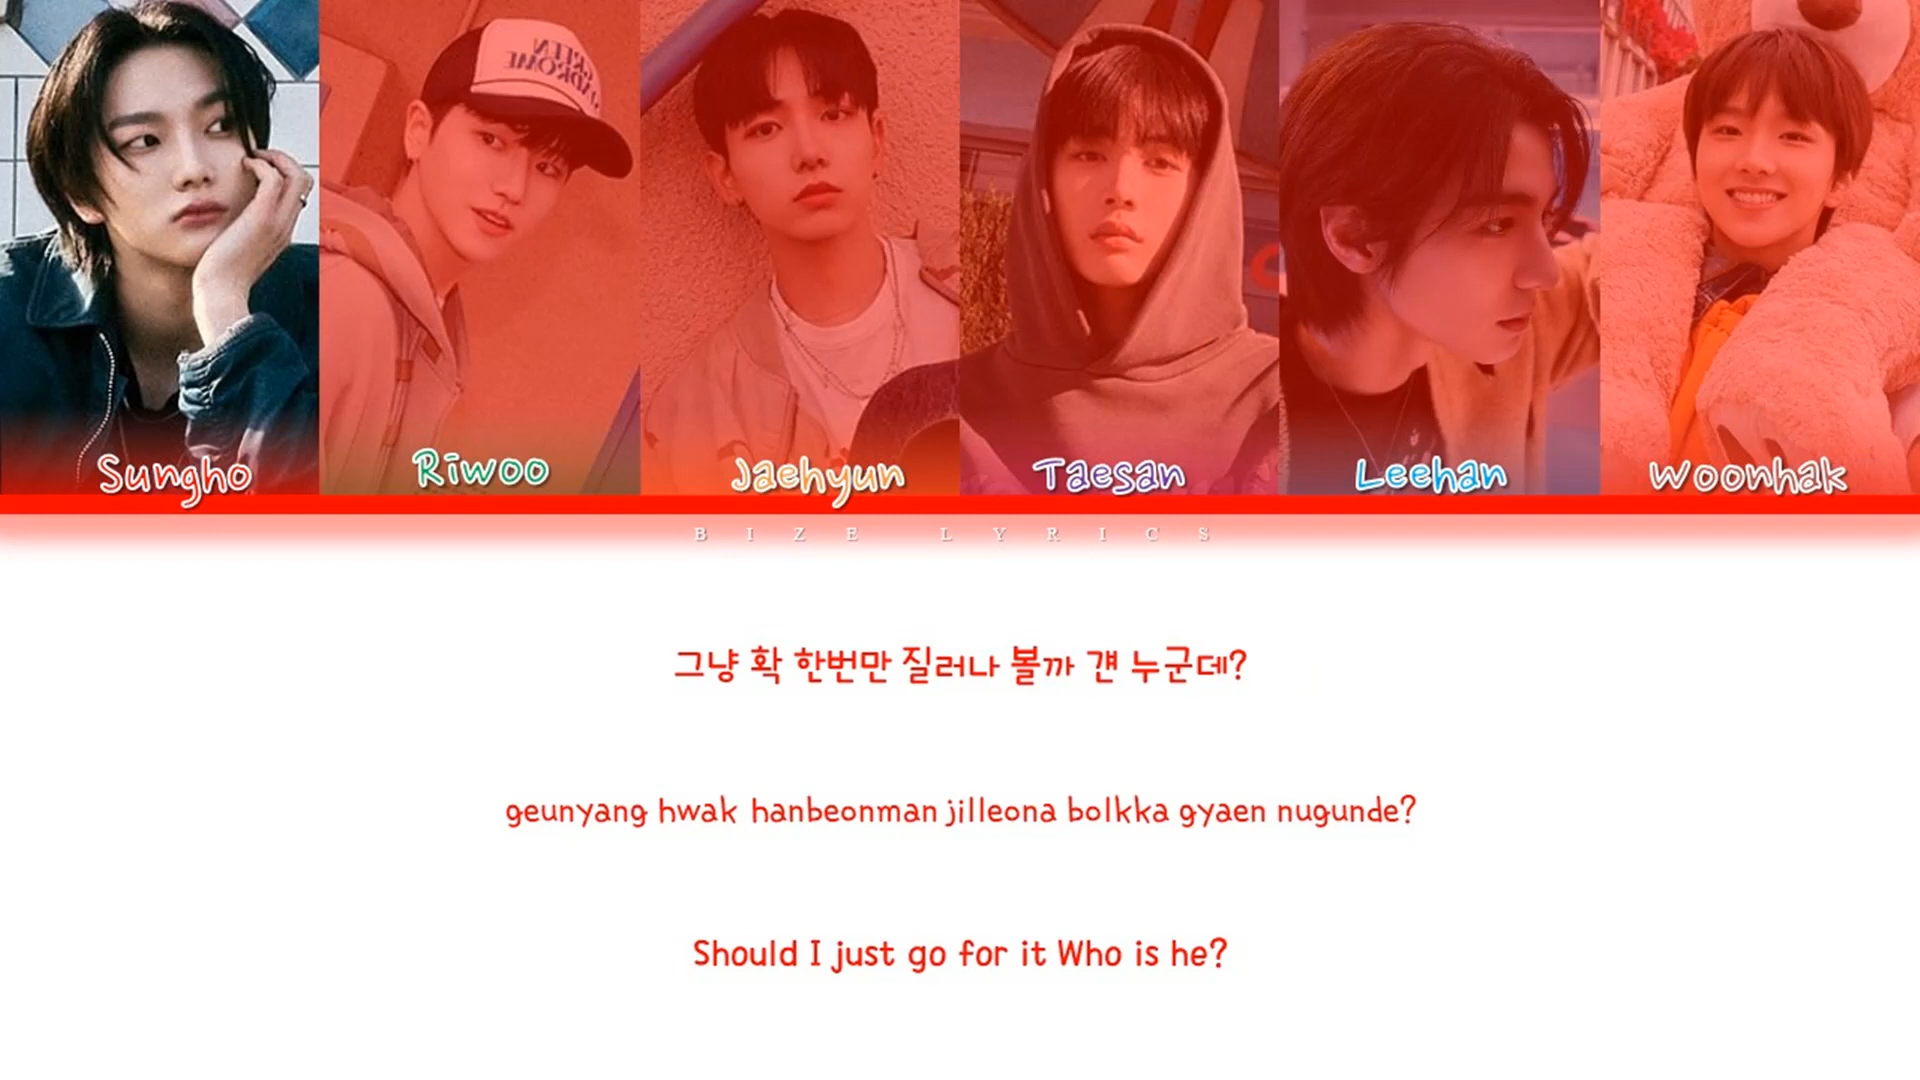 Sungho
Riwoo
Jaehyun
Taesan
Leehan
Woonhak
BIZE LYRICS
그냥 확 한번만 질러나 볼까 걘 누군데?
geunyang hwak hanbeonman jilleona bolkka gyaen nugunde?
Should I just go for it Who is he?